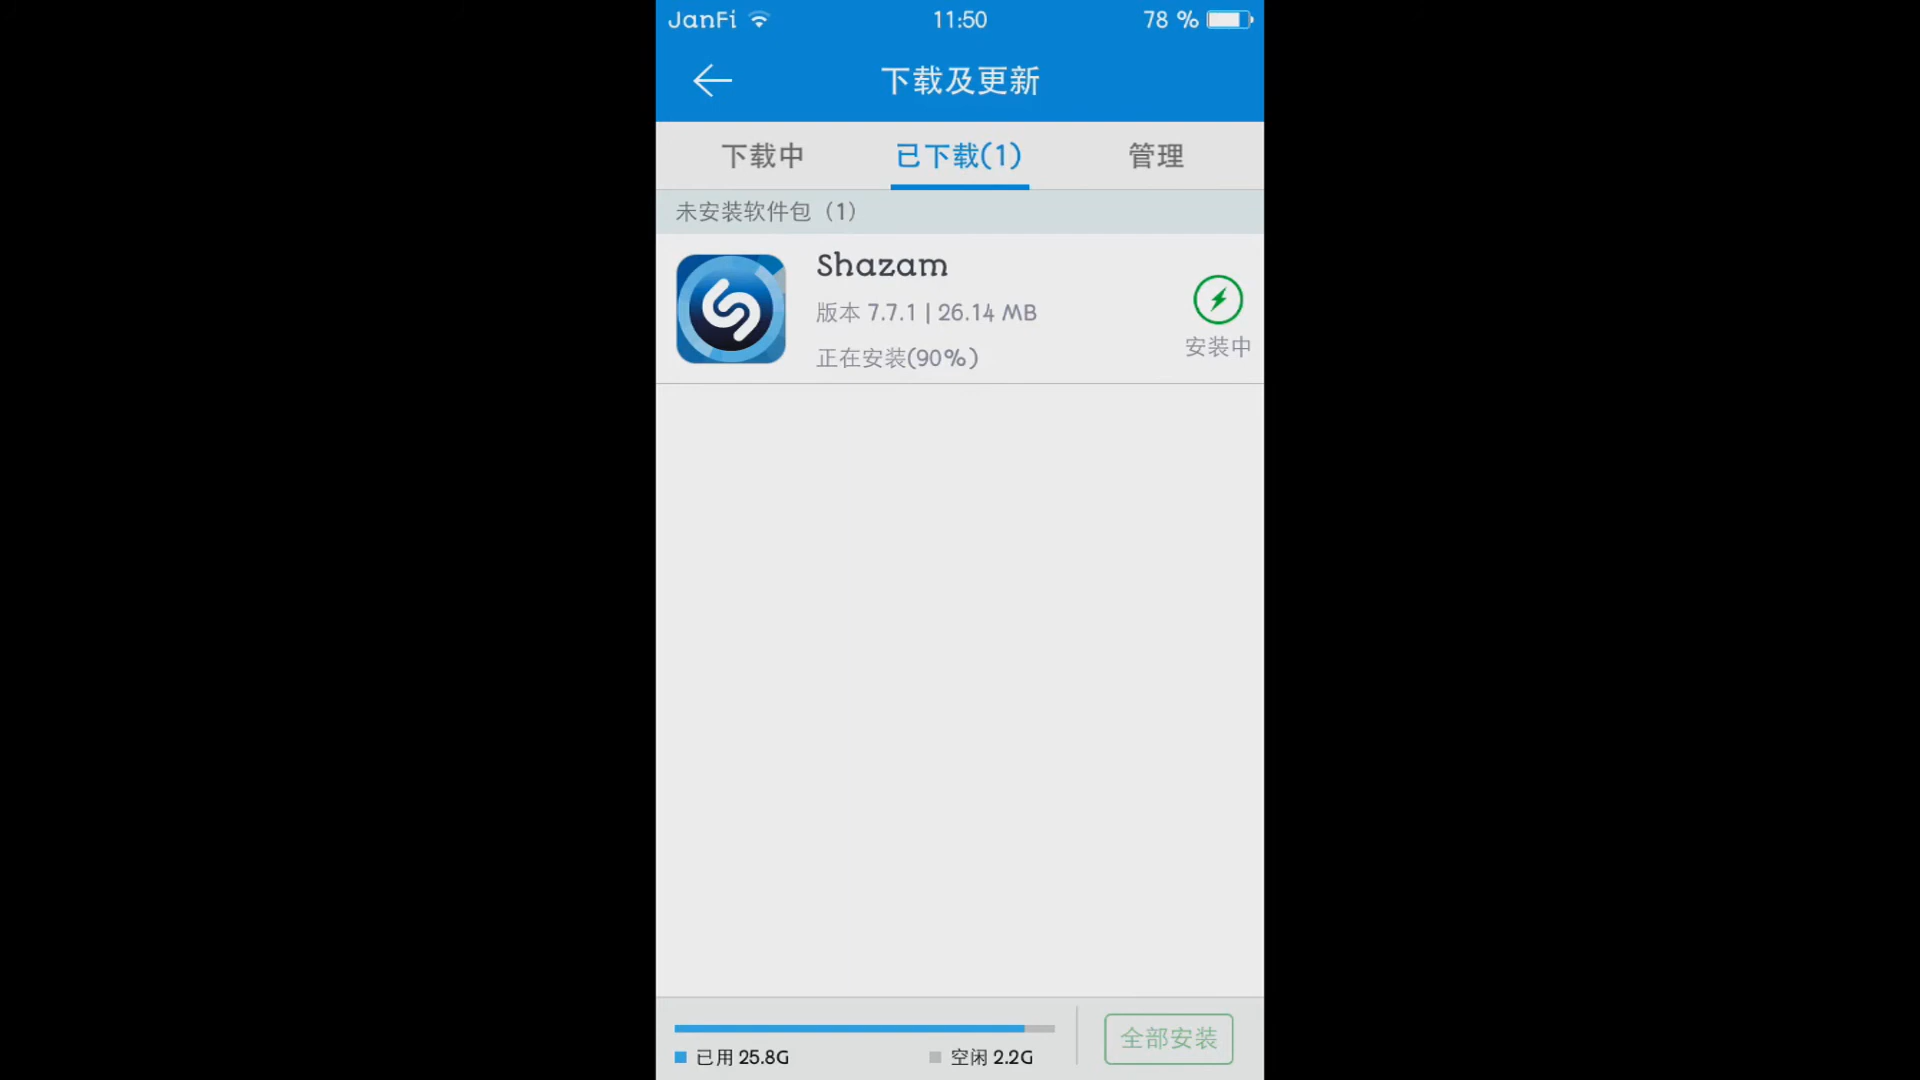 JanFi 11:50 78 %
下载及更新
下载中 已下载(1) 管理
未安装软件包（1）
Shazam
版本 7.7.1 | 26.14 MB
正在安装(90%)
安装中
已用 25.8G 空闲 2.2G
全部安装